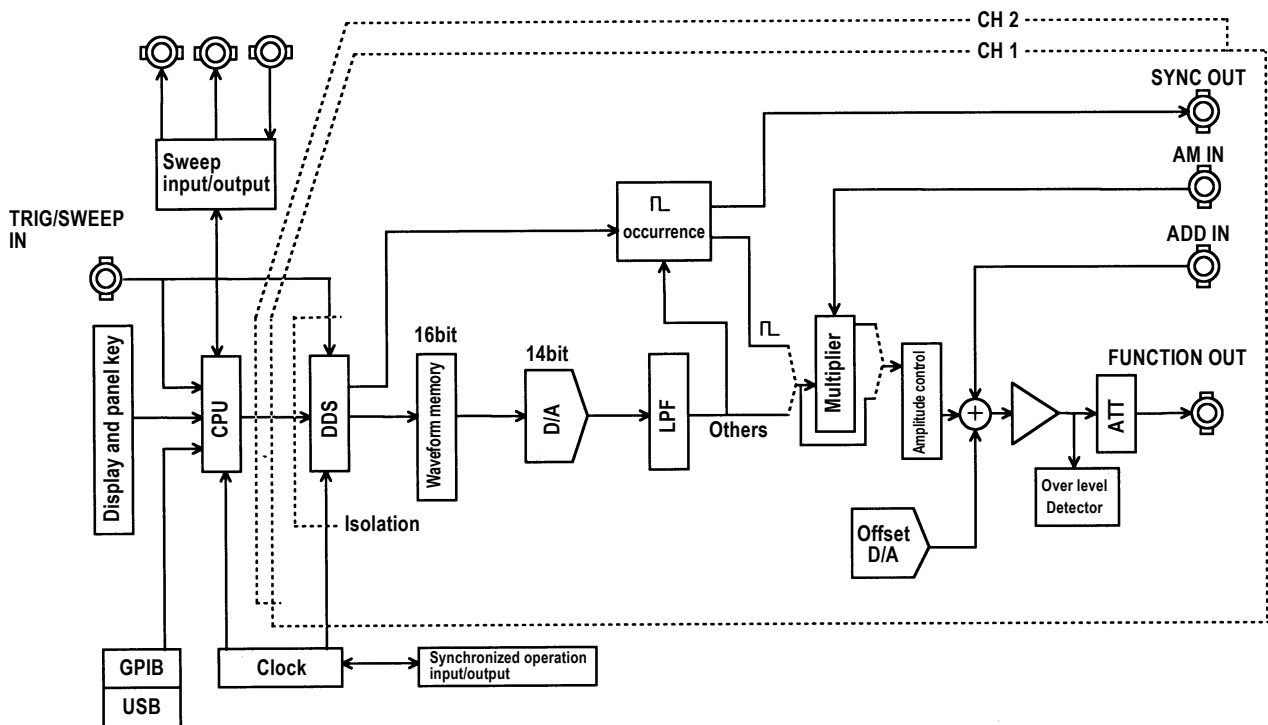 CH 2
CH 1
SYNC OUT
AM IN
ADD IN
FUNCTION OUT
Sweep
input/output
TRIG/SWEEP
IN
occurrence
16bit
14bit
Display and panel key
CPU
DDS
Waveform memory
D/A
LPF
Others
Multiplier
Amplitude control
+
ATT
Over level
Detector
Isolation
Offset
D/A
GPIB
USB
Clock
Synchronized operation
input/output